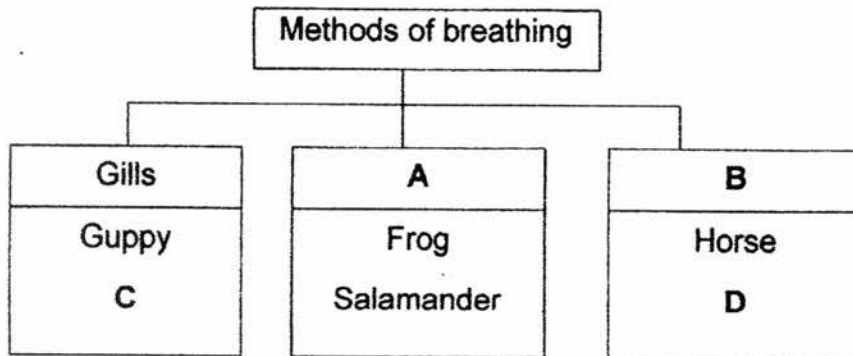 Methods of breathing
Gills
Guppy
C
A
Frog
Salamander
B
Horse
D